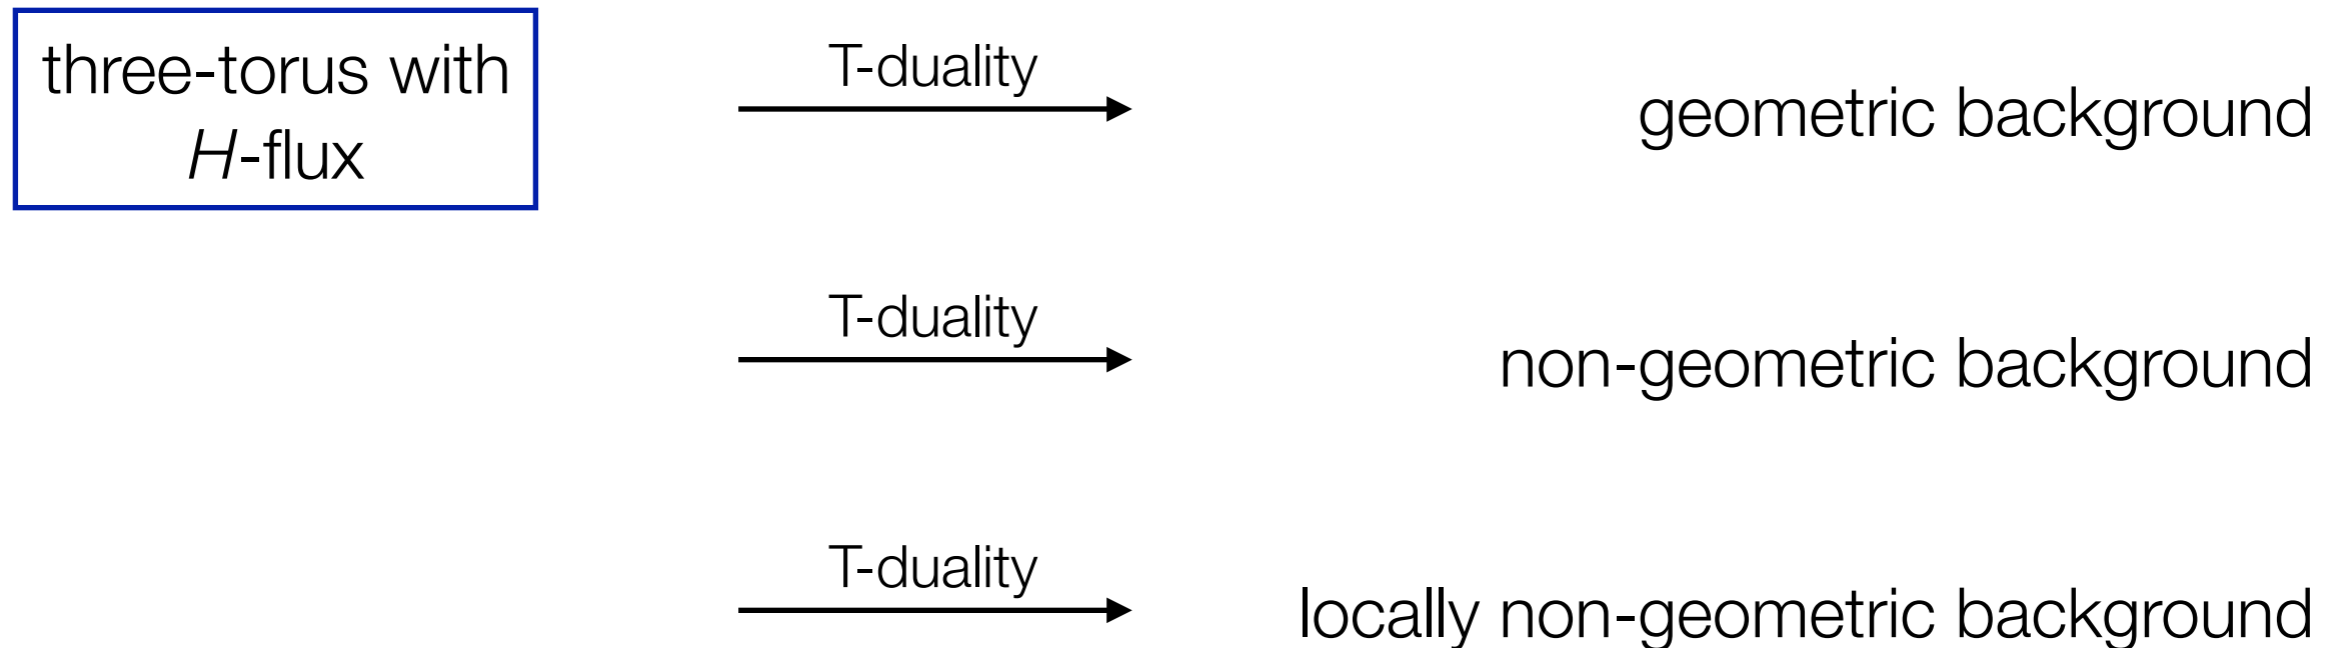 three-torus with
H-flux
T-duality
geometric background
T-duality
non-geometric background
T-duality
locally non-geometric background